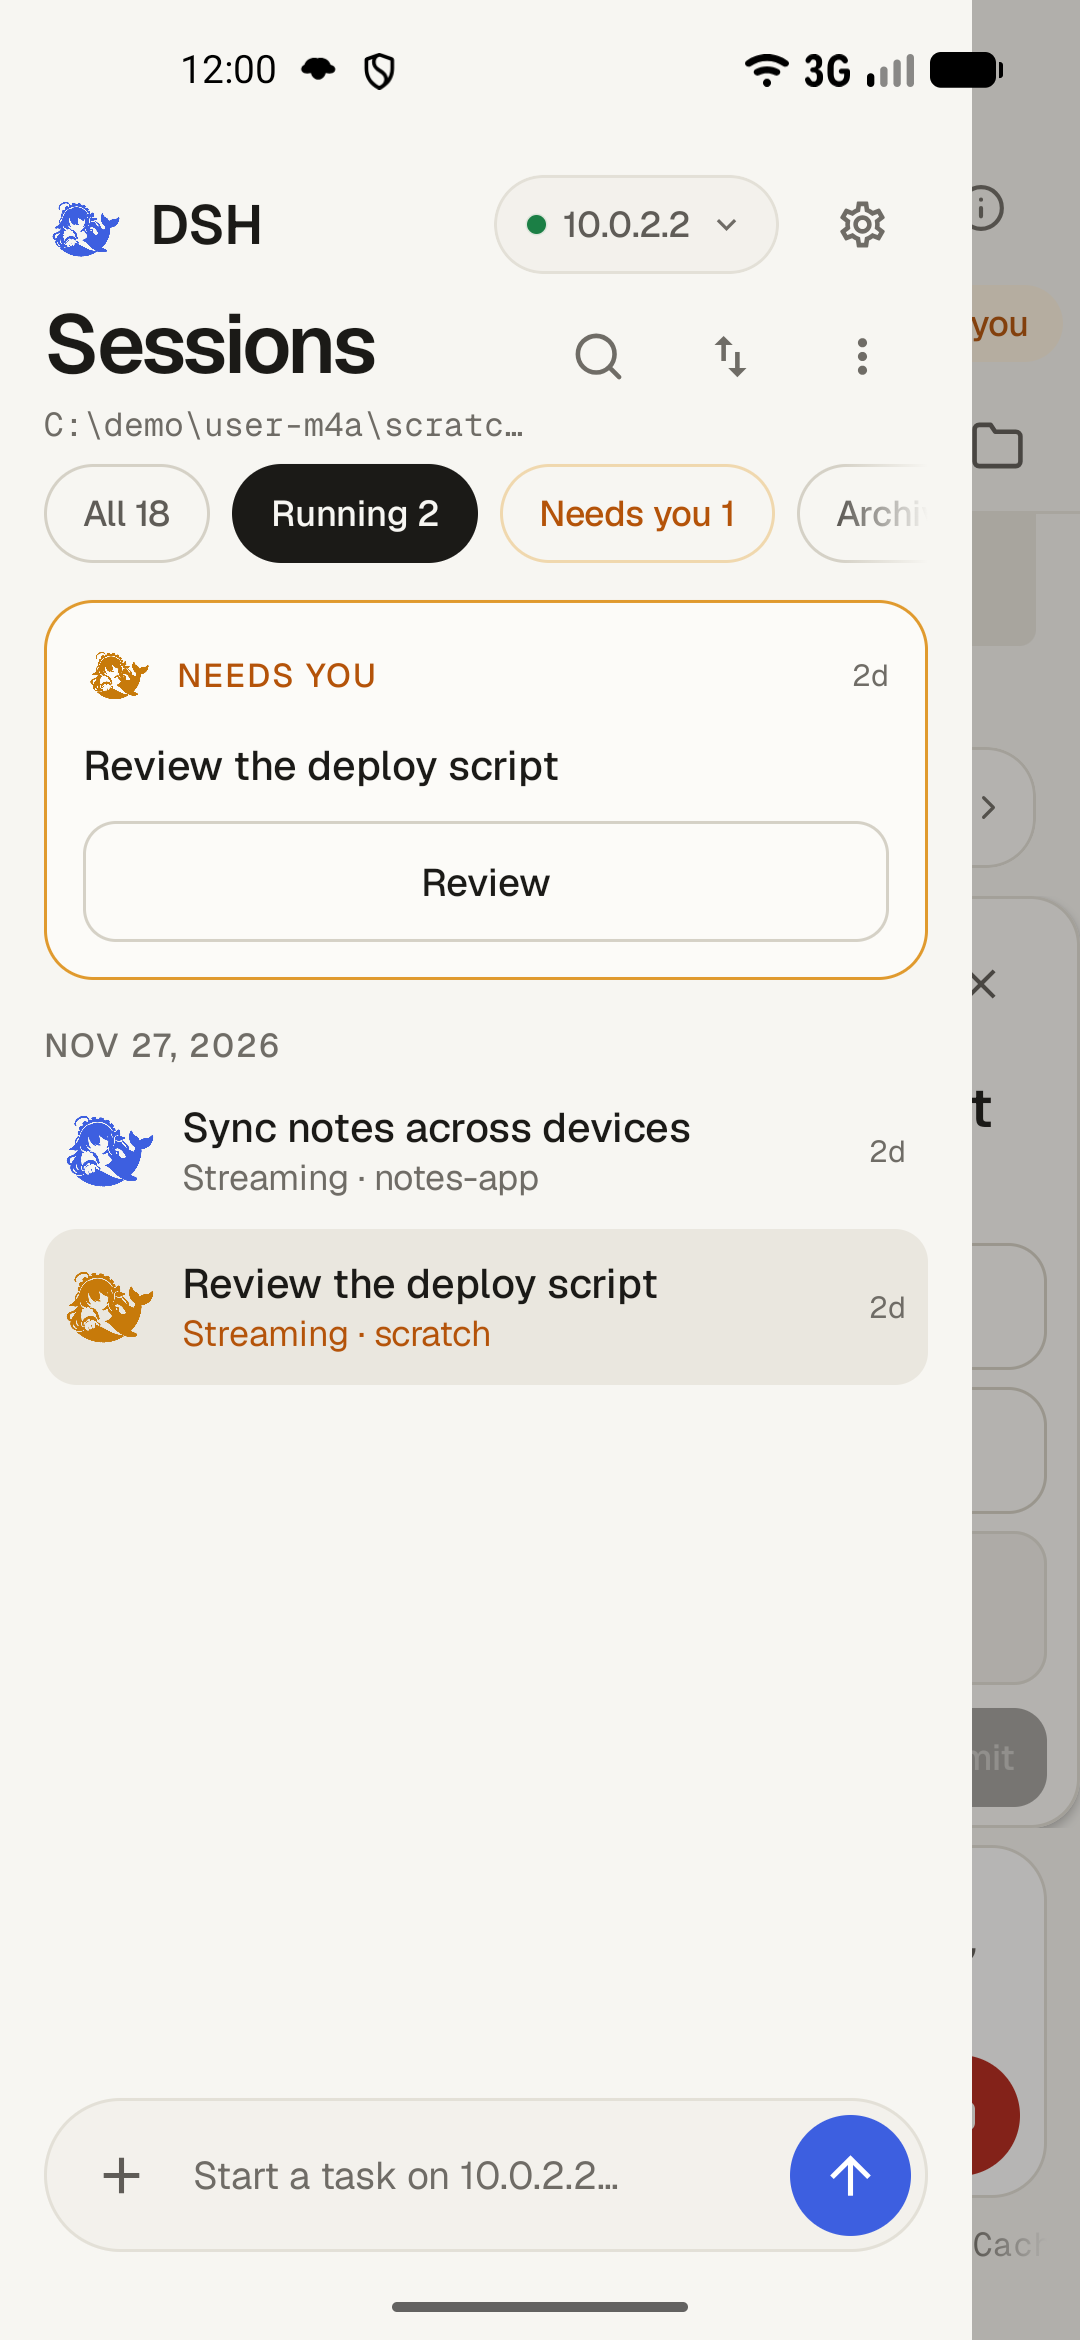 12:00
3G
DSH
10.0.2.2
Sessions
C:\demo\user-m4a\scratc…
All 18
Running 2
Needs you 1
Archi
you
NEEDS YOU
2d
Review the deploy script
Review
NOV 27, 2026
Sync notes across devices
Streaming · notes-app
2d
Review the deploy script
Streaming · scratch
2d
t
mit
Start a task on 10.0.2.2…
Cach